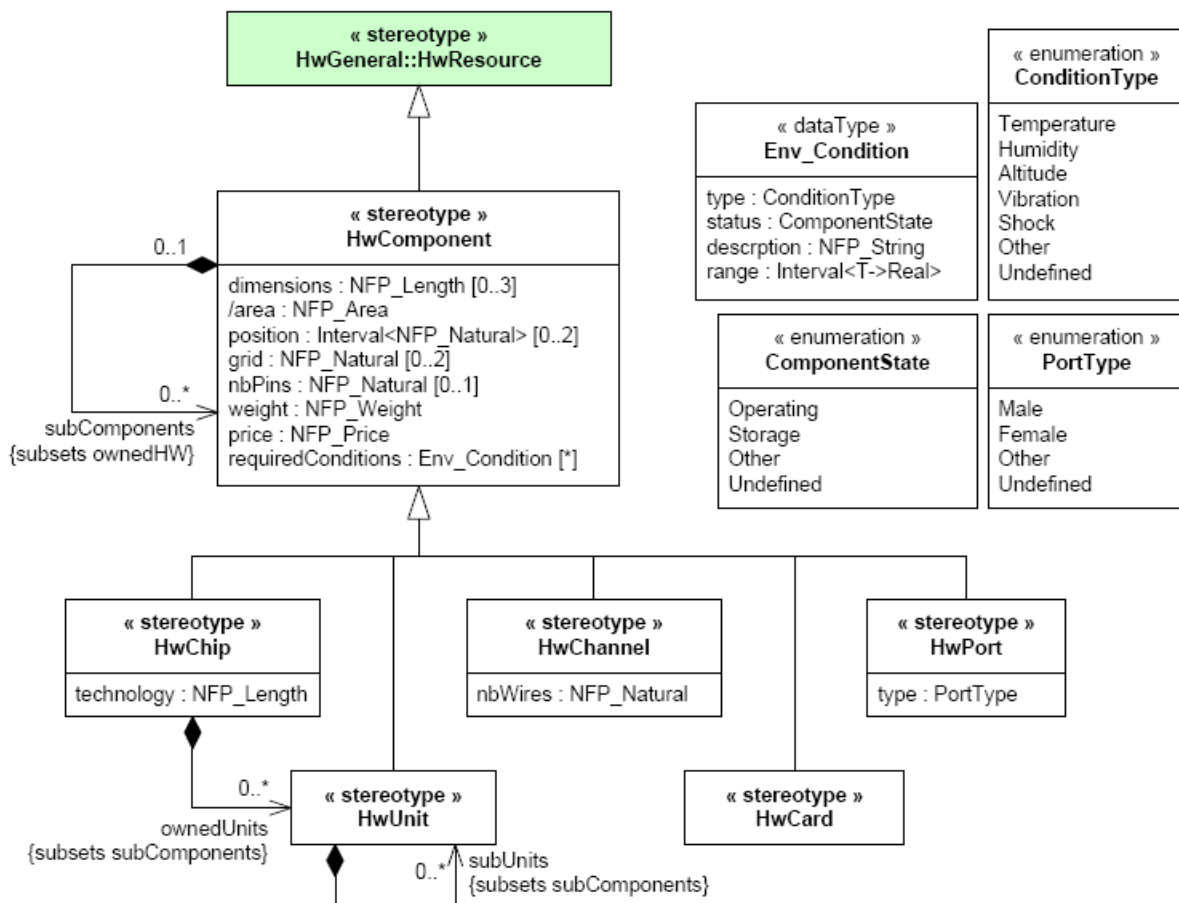 « stereotype »
HwGeneral::HwResource
« stereotype »
HwComponent
dimensions : NFP_Length [0..3]
/area : NFP_Area
position : Interval<NFP_Natural> [0..2]
grid : NFP_Natural [0..2]
nbPins : NFP_Natural [0..1]
weight : NFP_Weight
price : NFP_Price
requiredConditions : Env_Condition [*]
0..1
0..*
subComponents
{subsets ownedHW}
« dataType »
Env_Condition
type : ConditionType
status : ComponentState
descrption : NFP_String
range : Interval<T->Real>
« enumeration »
ConditionType
Temperature
Humidity
Altitude
Vibration
Shock
Other
Undefined
« enumeration »
ComponentState
Operating
Storage
Other
Undefined
« enumeration »
PortType
Male
Female
Other
Undefined
« stereotype »
HwChip
technology : NFP_Length
« stereotype »
HwChannel
nbWires : NFP_Natural
« stereotype »
HwPort
type : PortType
0..*
ownedUnits
{subsets subComponents}
« stereotype »
HwUnit
« stereotype »
HwCard
0..*
subUnits
{subsets subComponents}